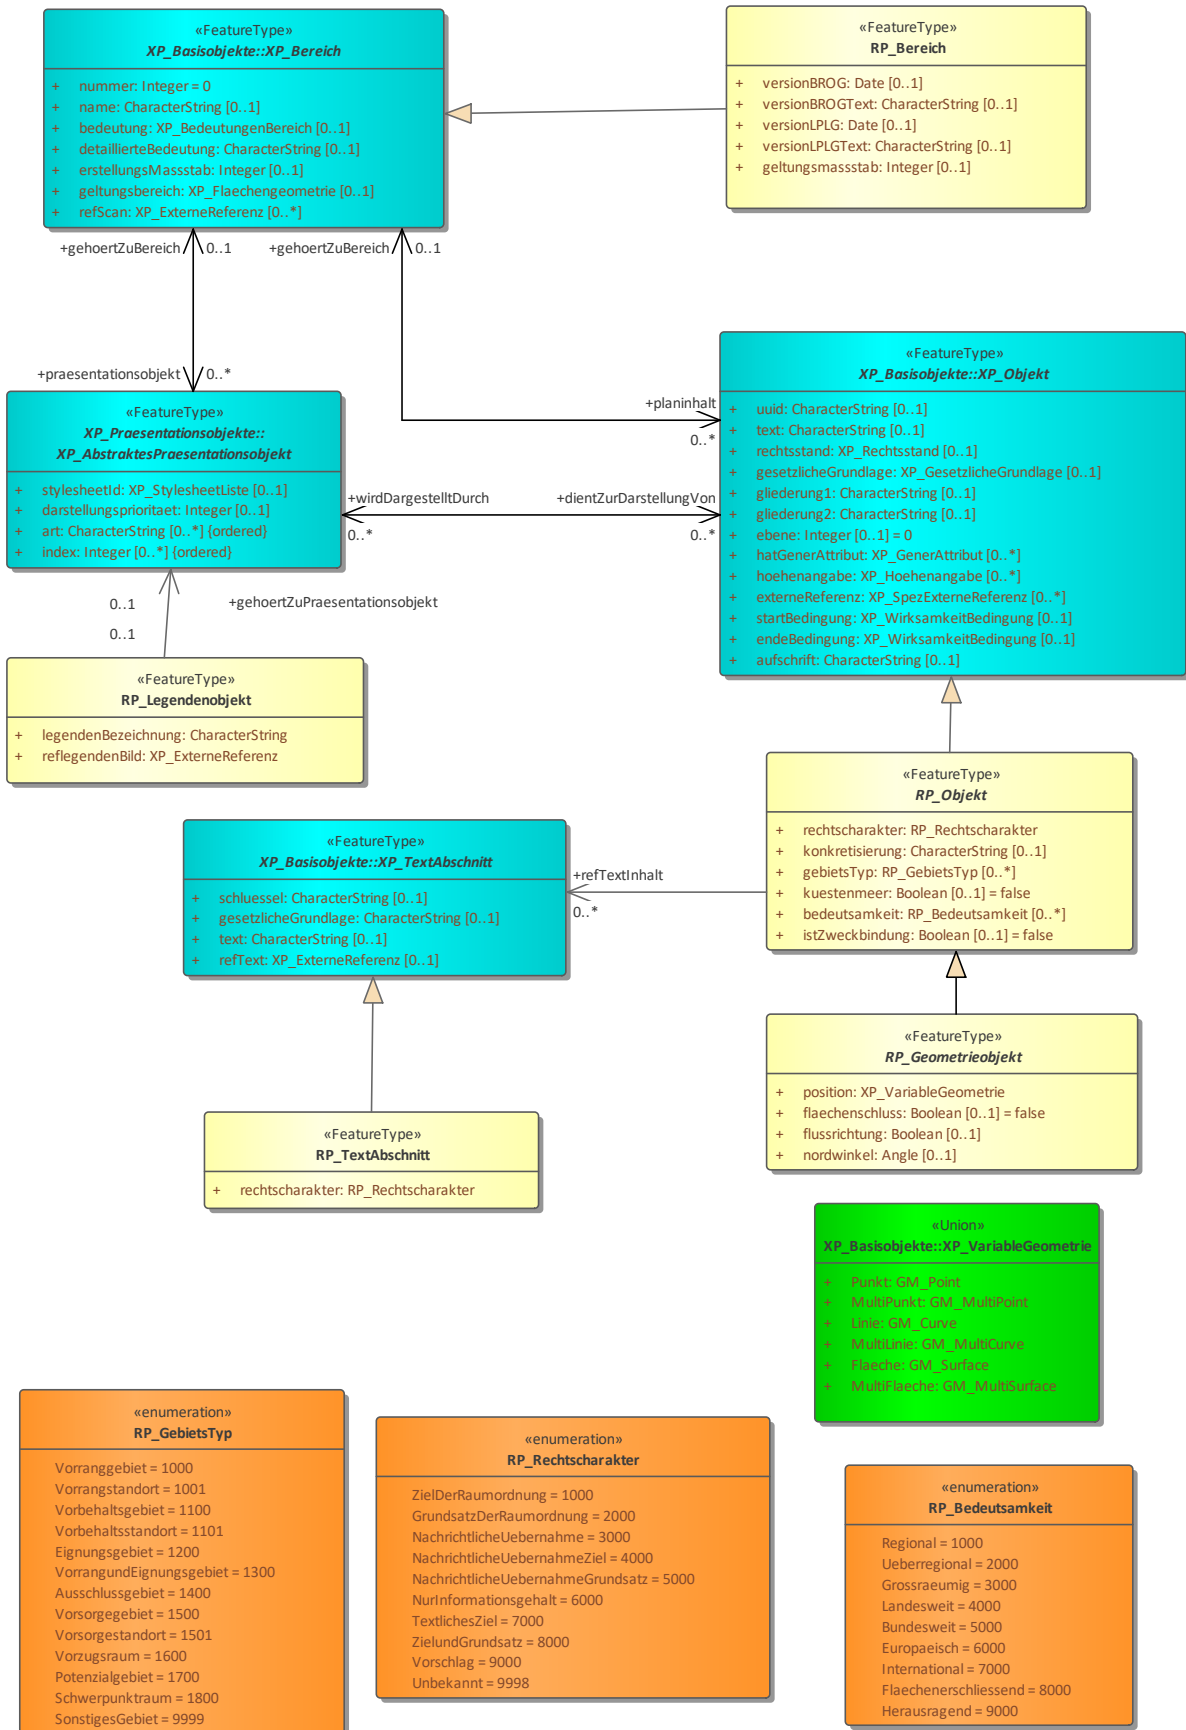 «FeatureType»
XP_Basisobjekte::XP_Bereich
+ nummer: Integer = 0
+ name: CharacterString [0..1]
+ bedeutung: XP_BedeutungenBereich [0..1]
+ detaillierteBedeutung: CharacterString [0..1]
+ erstellungsMassstab: Integer [0..1]
+ geltungsbereich: XP_Flaechengeometrie [0..1]
+ refScan: XP_ExterneReferenz [0..*]
«FeatureType»
RP_Bereich
+ versionBROG: Date [0..1]
+ versionBROGText: CharacterString [0..1]
+ versionLPLG: Date [0..1]
+ versionLPLGText: CharacterString [0..1]
+ geltungsmassstab: Integer [0..1]
+gehoertZuBereich 0..1
+gehoertZuBereich 0..1
+praesentationsobjekt 0..*
+planinhalt
0..*
«FeatureType»
XP_Praesentationsobjekte::
XP_AbstraktesPraesentationsobjekt
+ stylesheetId: XP_StylesheetListe [0..1]
+ darstellungsprioritaet: Integer [0..1]
+ art: CharacterString [0..*] {ordered}
+ index: Integer [0..*] {ordered}
+wirdDargestelltDurch
0..*
+dientZurDarstellungVon
0..*
«FeatureType»
XP_Basisobjekte::XP_Objekt
+ uuid: CharacterString [0..1]
+ text: CharacterString [0..1]
+ rechtsstand: XP_Rechtsstand [0..1]
+ gesetzlicheGrundlage: XP_GesetzlicheGrundlage [0..1]
+ gliederung1: CharacterString [0..1]
+ gliederung2: CharacterString [0..1]
+ ebene: Integer [0..1] = 0
+ hatGenerAttribut: XP_GenerAttribut [0..*]
+ hoehenangabe: XP_Hoehenangabe [0..*]
+ externeReferenz: XP_SpezExterneReferenz [0..*]
+ startBedingung: XP_WirksamkeitBedingung [0..1]
+ endeBedingung: XP_WirksamkeitBedingung [0..1]
+ aufschrift: CharacterString [0..1]
0..1
+gehoertZuPraesentationsobjekt
0..1
«FeatureType»
RP_Legendenobjekt
+ legendenBezeichnung: CharacterString
+ reflegendenBild: XP_ExterneReferenz
«FeatureType»
RP_Objekt
+ rechtscharakter: RP_Rechtscharakter
+ konkretisierung: CharacterString [0..1]
+ gebietsTyp: RP_GebietsTyp [0..*]
+ kuestenmeer: Boolean [0..1] = false
+ bedeutsamkeit: RP_Bedeutsamkeit [0..*]
+ istZweckbindung: Boolean [0..1] = false
«FeatureType»
XP_Basisobjekte::XP_TextAbschnitt
+ schluessel: CharacterString [0..1]
+ gesetzlicheGrundlage: CharacterString [0..1]
+ text: CharacterString [0..1]
+ refText: XP_ExterneReferenz [0..1]
+refTextInhalt
0..*
«FeatureType»
RP_Geometrieobjekt
+ position: XP_VariableGeometrie
+ flaechenschluss: Boolean [0..1] = false
+ flussrichtung: Boolean [0..1]
+ nordwinkel: Angle [0..1]
«FeatureType»
RP_TextAbschnitt
+ rechtscharakter: RP_Rechtscharakter
«Union»
XP_Basisobjekte::XP_VariableGeometrie
+ Punkt: GM_Point
+ MultiPunkt: GM_MultiPoint
+ Linie: GM_Curve
+ MultiLinie: GM_MultiCurve
+ Flaeche: GM_Surface
+ MultiFlaeche: GM_MultiSurface
«enumeration»
RP_GebietsTyp
Vorranggebiet = 1000
Vorrangstandort = 1001
Vorbehaltsgebiet = 1100
Vorbehaltsstandort = 1101
Eignungsgebiet = 1200
VorrangundEignungsgebiet = 1300
Ausschlussgebiet = 1400
Vorsorgegebiet = 1500
Vorsorgestandort = 1501
Vorzugsraum = 1600
Potenzialgebiet = 1700
Schwerpunktraum = 1800
SonstigesGebiet = 9999
«enumeration»
RP_Rechtscharakter
ZielDerRaumordnung = 1000
GrundsatzDerRaumordnung = 2000
NachrichtlicheUebernahme = 3000
NachrichtlicheUebernahmeZiel = 4000
NachrichtlicheUebernahmeGrundsatz = 5000
NurInformationsgehalt = 6000
TextlichesZiel = 7000
ZielundGrundsatz = 8000
Vorschlag = 9000
Unbekannt = 9998
«enumeration»
RP_Bedeutsamkeit
Regional = 1000
Ueberregional = 2000
Grossraeumig = 3000
Landesweit = 4000
Bundesweit = 5000
Europaeisch = 6000
International = 7000
Flaechenerschliessend = 8000
Herausragend = 9000